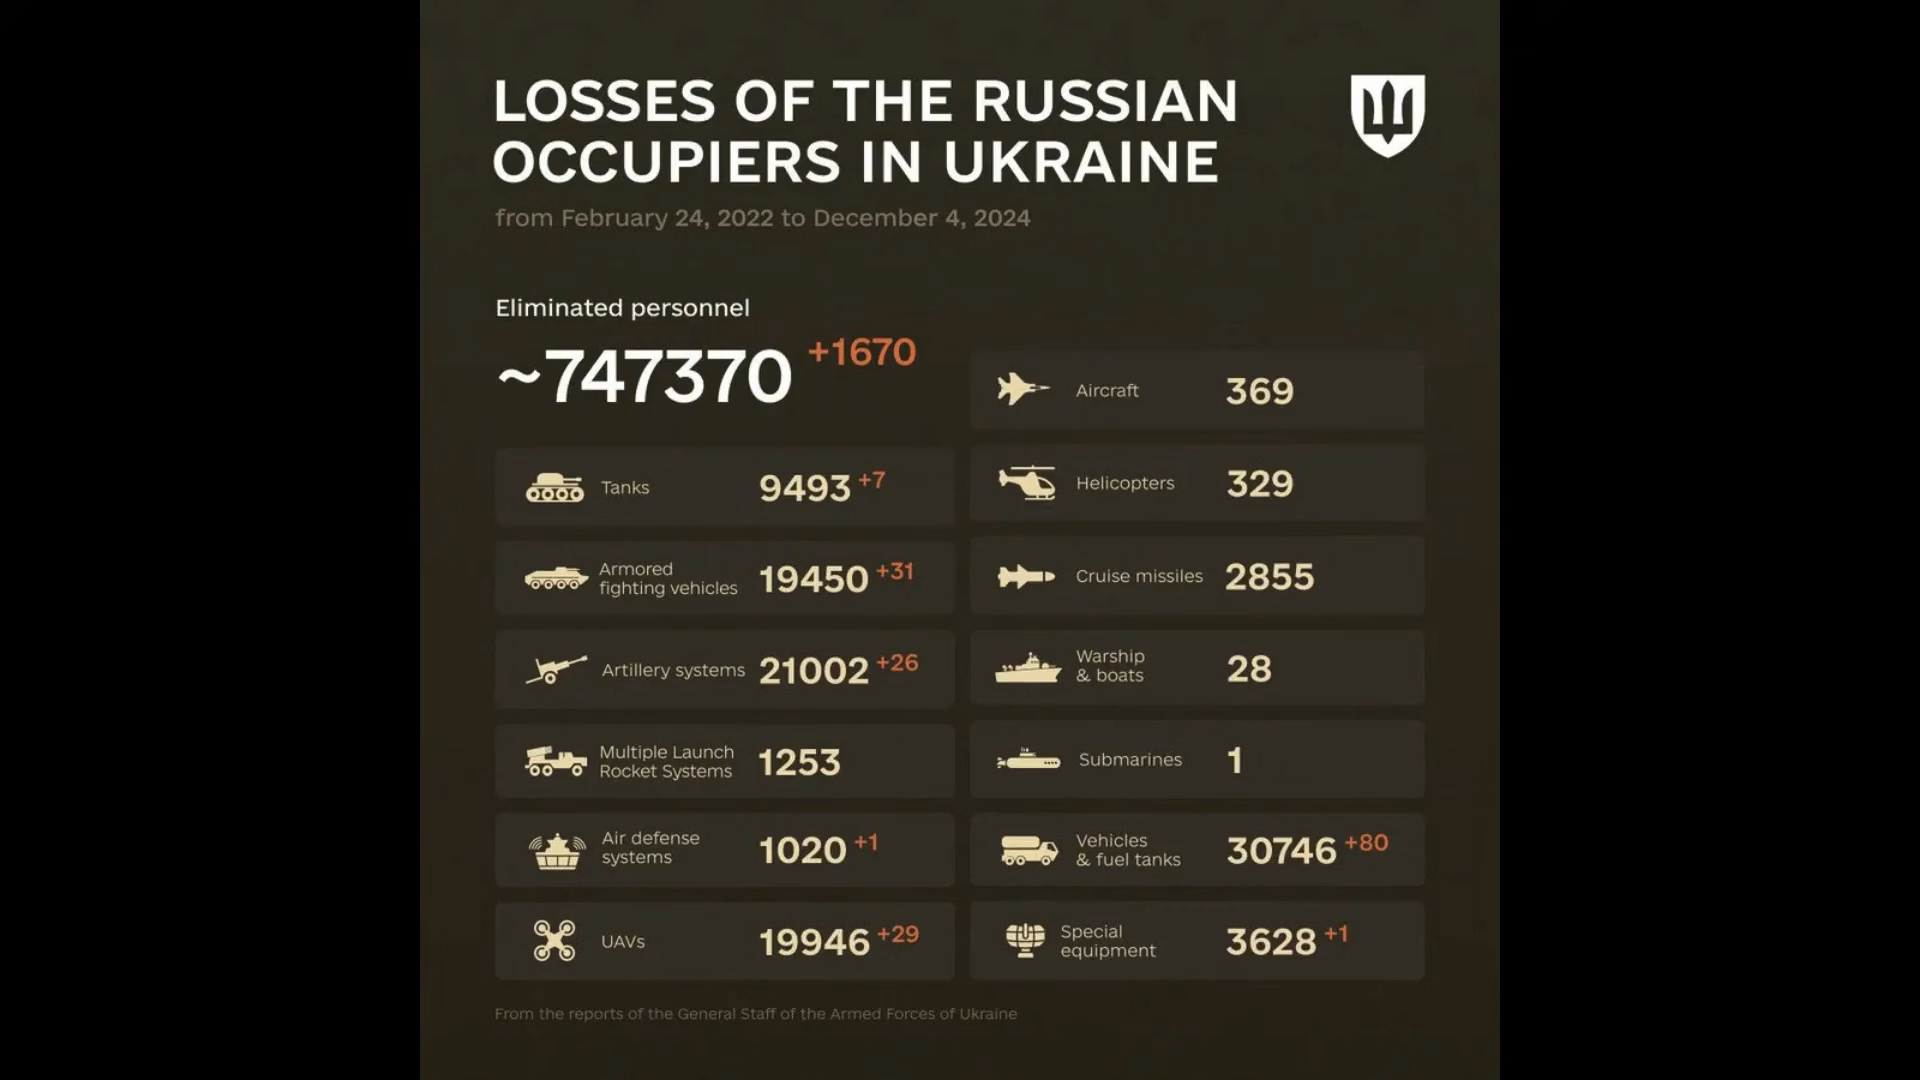 LOSSES OF THE RUSSIAN
OCCUPIERS IN UKRAINE
from February 24, 2022 to December 4, 2024
Eliminated personnel
~747370 +1670
Tanks 9493 +7
Armored
fighting vehicles 19450 +31
Artillery systems 21002 +26
Multiple Launch
Rocket Systems 1253
Air defense
systems 1020 +1
UAVs 19946 +29
Aircraft 369
Helicopters 329
Cruise missiles 2855
Warship
& boats 28
Submarines 1
Vehicles
& fuel tanks 30746 +80
Special
equipment 3628 +1
From the reports of the General Staff of the Armed Forces of Ukraine